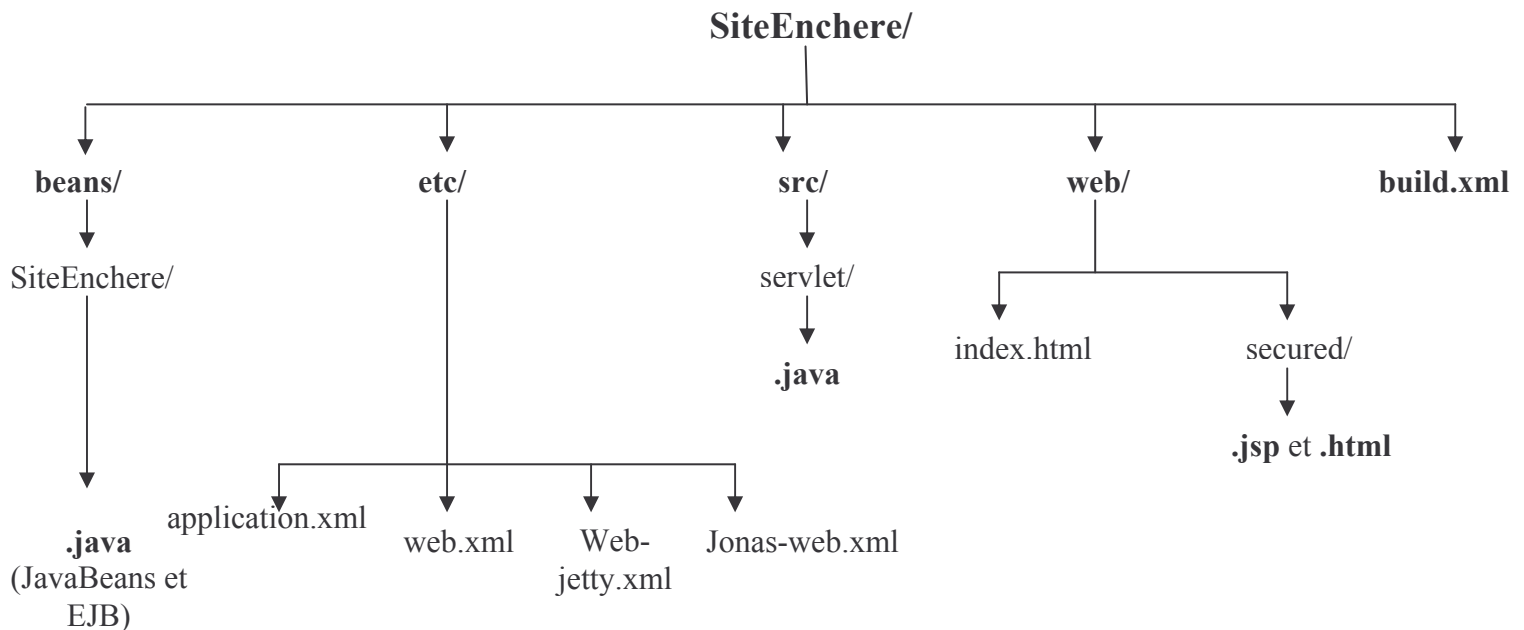 SiteEnchere/
beans/
etc/
src/
web/
build.xml
SiteEnchere/
servlet/
index.html
secured/
.java
.jsp et .html
application.xml
.java
(JavaBeans et
EJB)
web.xml
Web-
jetty.xml
Jonas-web.xml